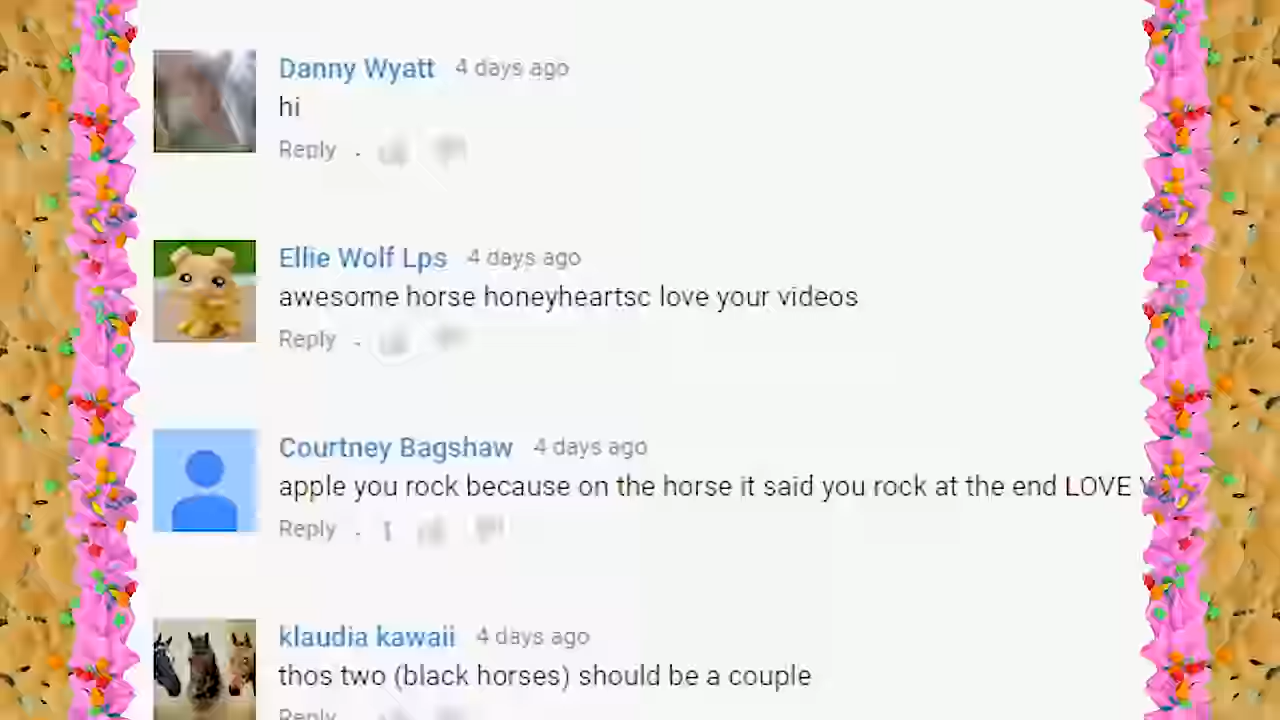 Danny Wyatt 4 days ago
hi
Reply .
Ellie Wolf Lps 4 days ago
awesome horse honeyheartsc love your videos
Reply .
Courtney Bagshaw 4 days ago
apple you rock because on the horse it said you rock at the end LOVE
Reply . 1
klaudia kawaii 4 days ago
thos two (black horses) should be a couple
Reply